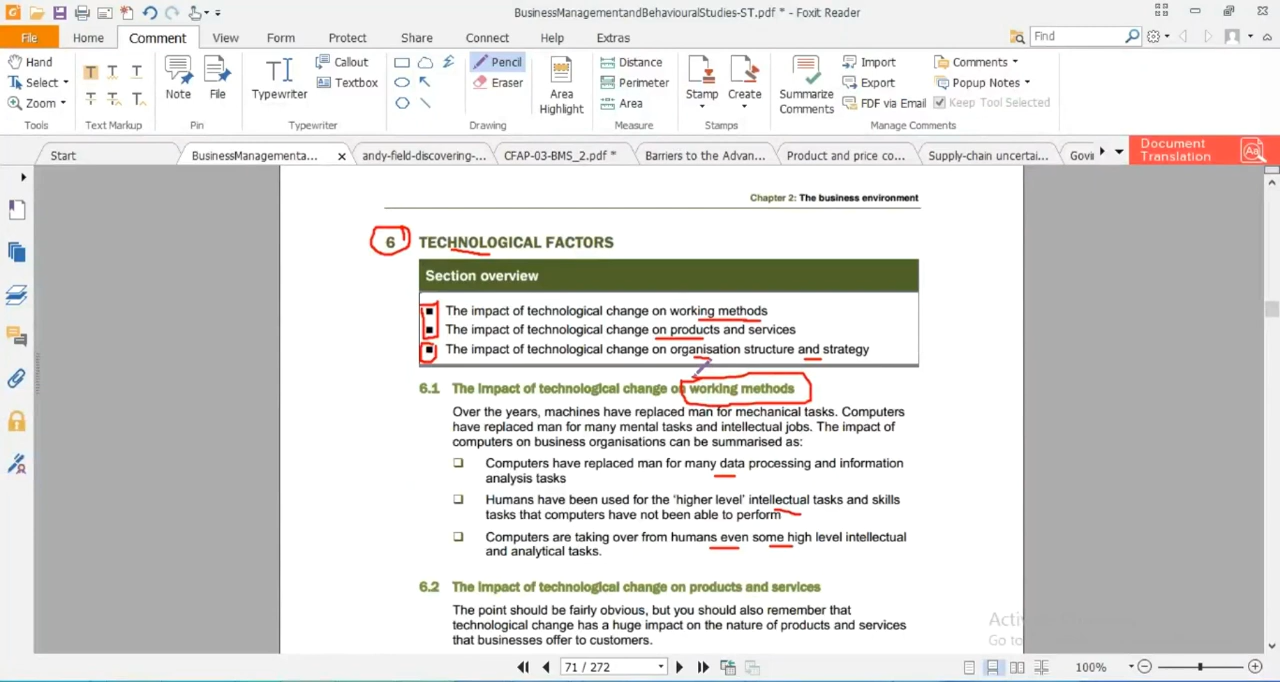 BusinessManagementandBehaviouralStudies-ST.pdf * - Foxit Reader
File Home Comment View Form Protect Share Connect Help Extras Find
Hand Select Zoom Tools
Text Markup
Note File Pin
Typewriter Callout Textbox Typewriter
Pencil Eraser Drawing
Area Highlight
Distance Perimeter Area Measure
Stamp Create Stamps
Summarize Comments
Import Export FDF via Email
Comments Popup Notes Keep Tool Selected
Manage Comments
Start BusinessManagementa... andy-field-discovering-... CFAP-03-BMS_2.pdf * Barriers to the Advan... Product and price co... Supply-chain uncertai... Govi
Document Translation
Chapter 2: The business environment
6 TECHNOLOGICAL FACTORS
Section overview
■ The impact of technological change on working methods
■ The impact of technological change on products and services
■ The impact of technological change on organisation structure and strategy
6.1 The impact of technological change on working methods
Over the years, machines have replaced man for mechanical tasks. Computers
have replaced man for many mental tasks and intellectual jobs. The impact of
computers on business organisations can be summarised as:
❑ Computers have replaced man for many data processing and information
analysis tasks
❑ Humans have been used for the 'higher level' intellectual tasks and skills
tasks that computers have not been able to perform
❑ Computers are taking over from humans even some high level intellectual
and analytical tasks.
6.2 The impact of technological change on products and services
The point should be fairly obvious, but you should also remember that
technological change has a huge impact on the nature of products and services
that businesses offer to customers.
Go to
71 / 272 100%